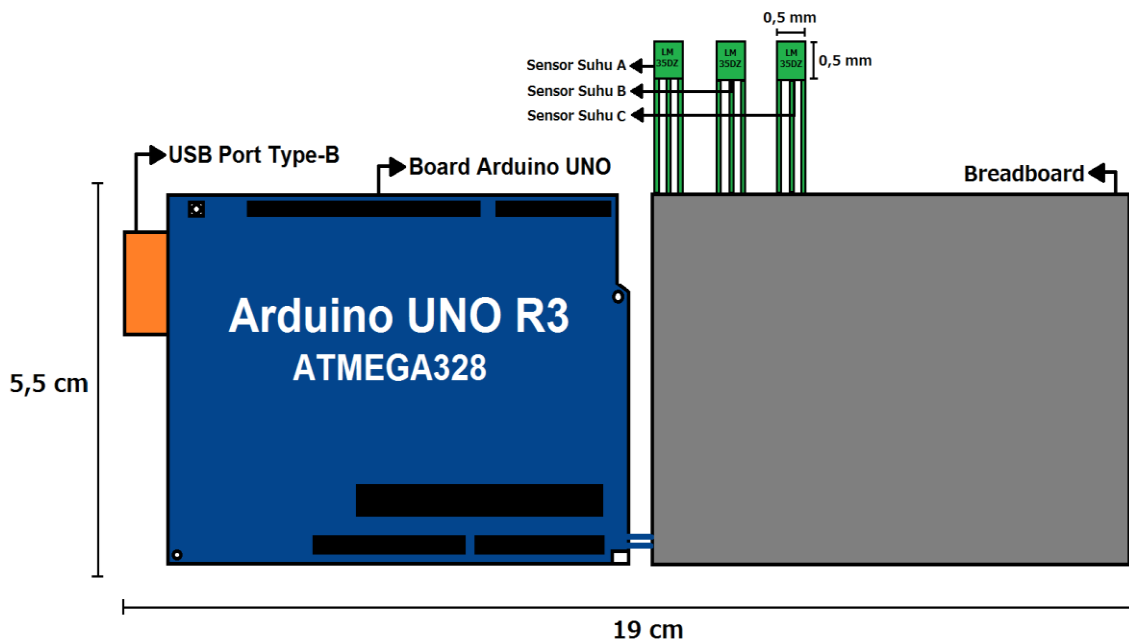 0,5 mm
LM
35DZ
LM
35DZ
LM
35DZ
0,5 mm
Sensor Suhu A
Sensor Suhu B
Sensor Suhu C
USB Port Type-B
Board Arduino UNO
Breadboard
Arduino UNO R3
ATMEGA328
5,5 cm
19 cm